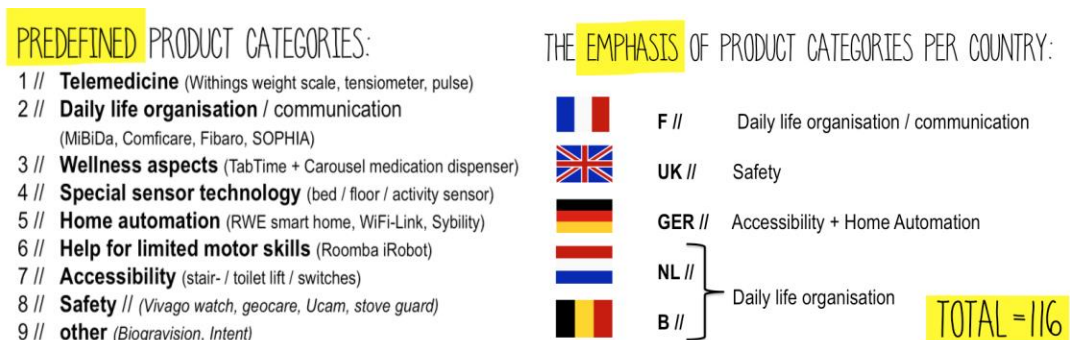 PREDEFINED PRODUCT CATEGORIES:
1 // Telemedicine (Withings weight scale, tensiometer, pulse)
2 // Daily life organisation / communication
(MiBiDa, Comficare, Fibaro, SOPHIA)
3 // Wellness aspects (TabTime + Carousel medication dispenser)
4 // Special sensor technology (bed / floor / activity sensor)
5 // Home automation (RWE smart home, WiFi-Link, Sybility)
6 // Help for limited motor skills (Roomba iRobot)
7 // Accessibility (stair- / toilet lift / switches)
8 // Safety // (Vivago watch, geocare, Ucam, stove guard)
9 // other (Biogravision, Intent)
THE EMPHASIS OF PRODUCT CATEGORIES PER COUNTRY:
F // Daily life organisation / communication
UK // Safety
GER // Accessibility + Home Automation
NL //
Daily life organisation
B //
TOTAL = 116